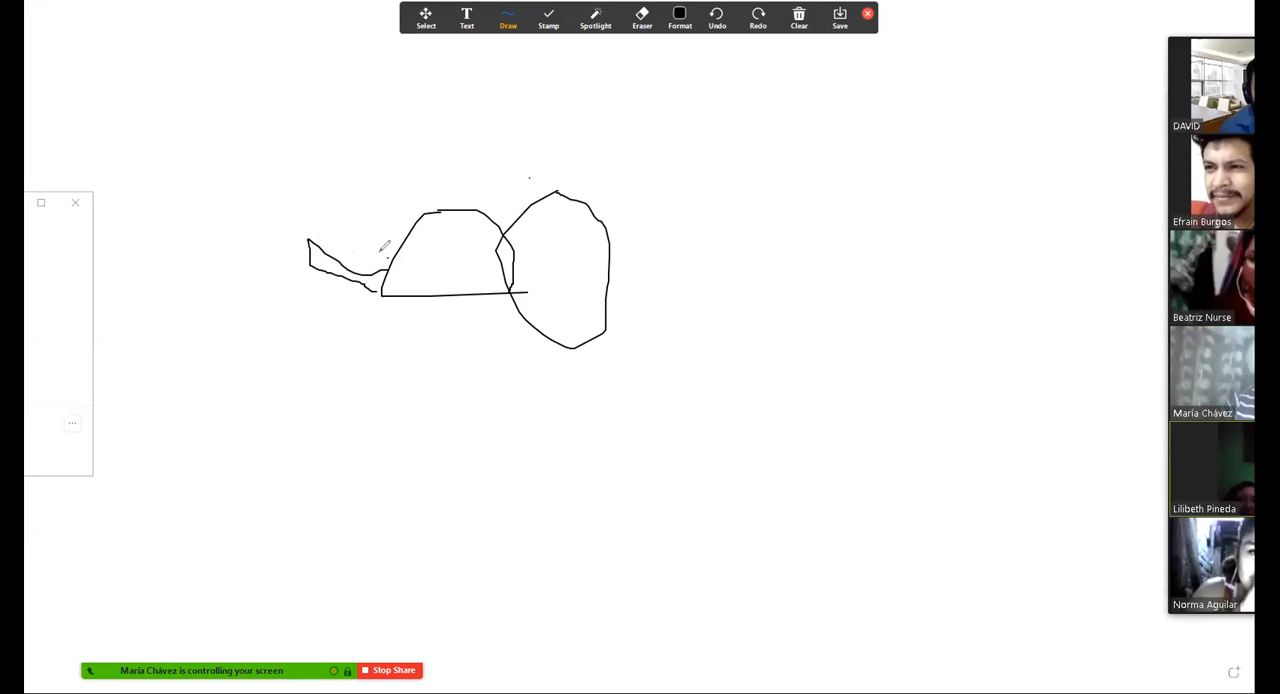 Select Text Draw Stamp Spotlight Eraser Format Undo Redo Clear Save
DAVID
Efrain Burgos
Beatriz Nurse
María Chávez
Lilibeth Pineda
Norma Aguilar
María Chávez is controlling your screen Stop Share